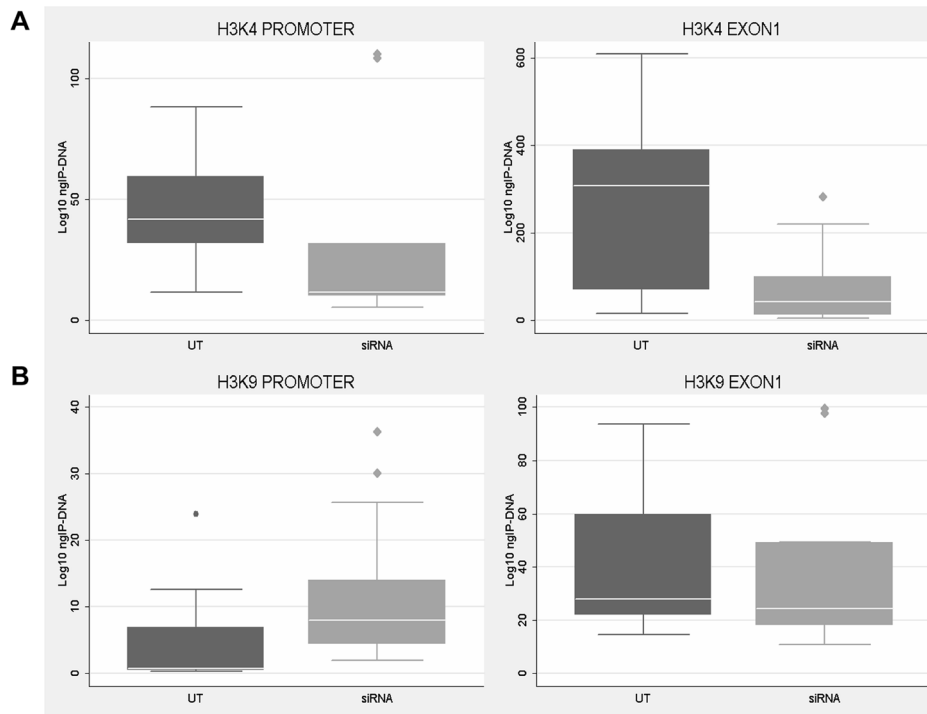 A
H3K4 PROMOTER
Log10 ngIP-DNA
100
50
0
UT siRNA
H3K4 EXON1
Log10 ngIP-DNA
600
400
200
0
UT siRNA
B
H3K9 PROMOTER
Log10 ngIP-DNA
40
30
20
10
0
UT siRNA
H3K9 EXON1
Log10 ngIP-DNA
100
80
60
40
20
0
UT siRNA